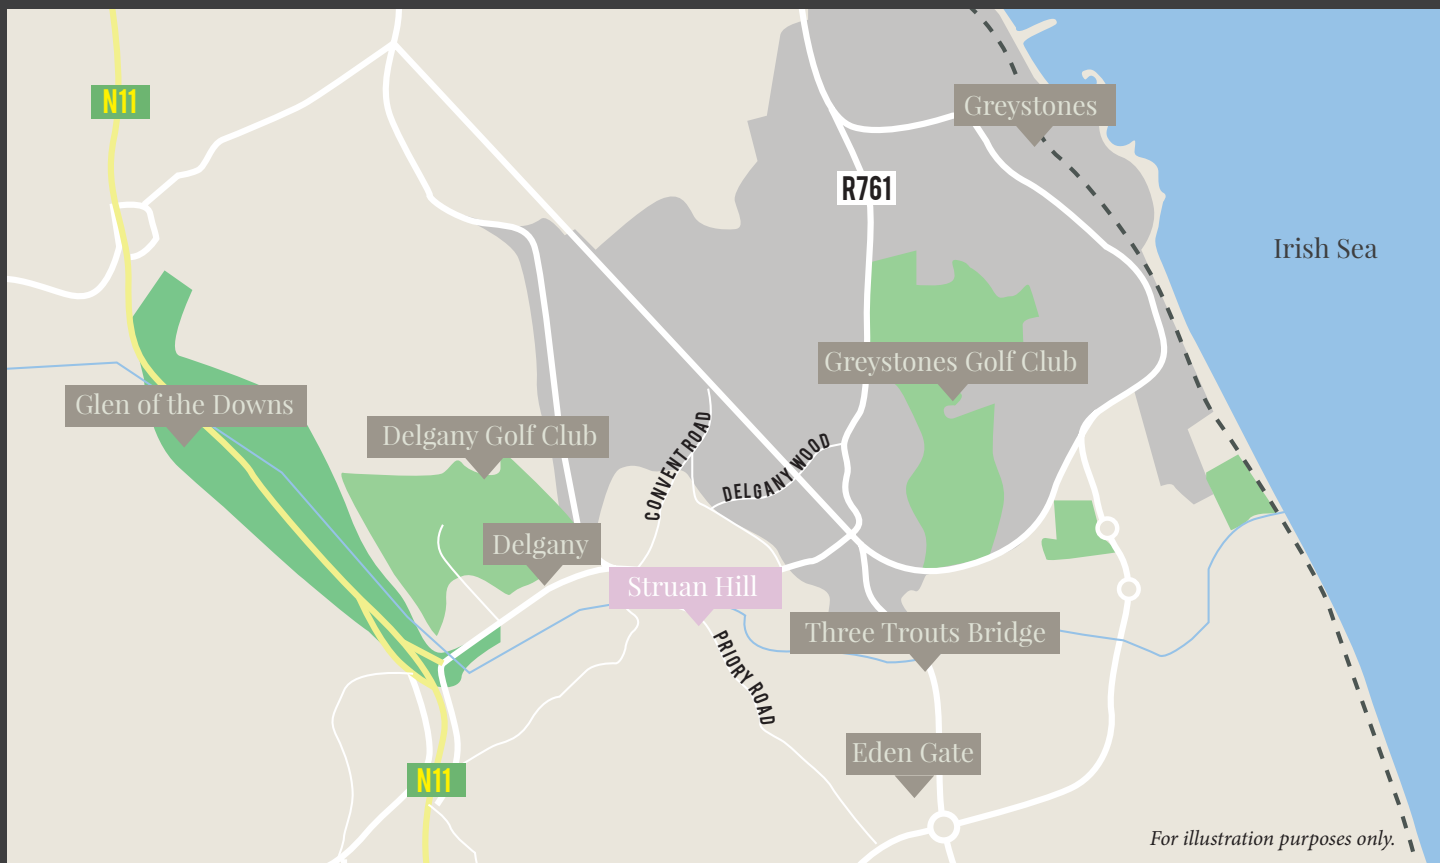 N11
Greystones
R761
Irish Sea
Greystones Golf Club
Glen of the Downs
Delgany Golf Club
CONVENT ROAD
DELGANY WOOD
Delgany
Struan Hill
Three Trouts Bridge
PRIORY ROAD
Eden Gate
N11
For illustration purposes only.